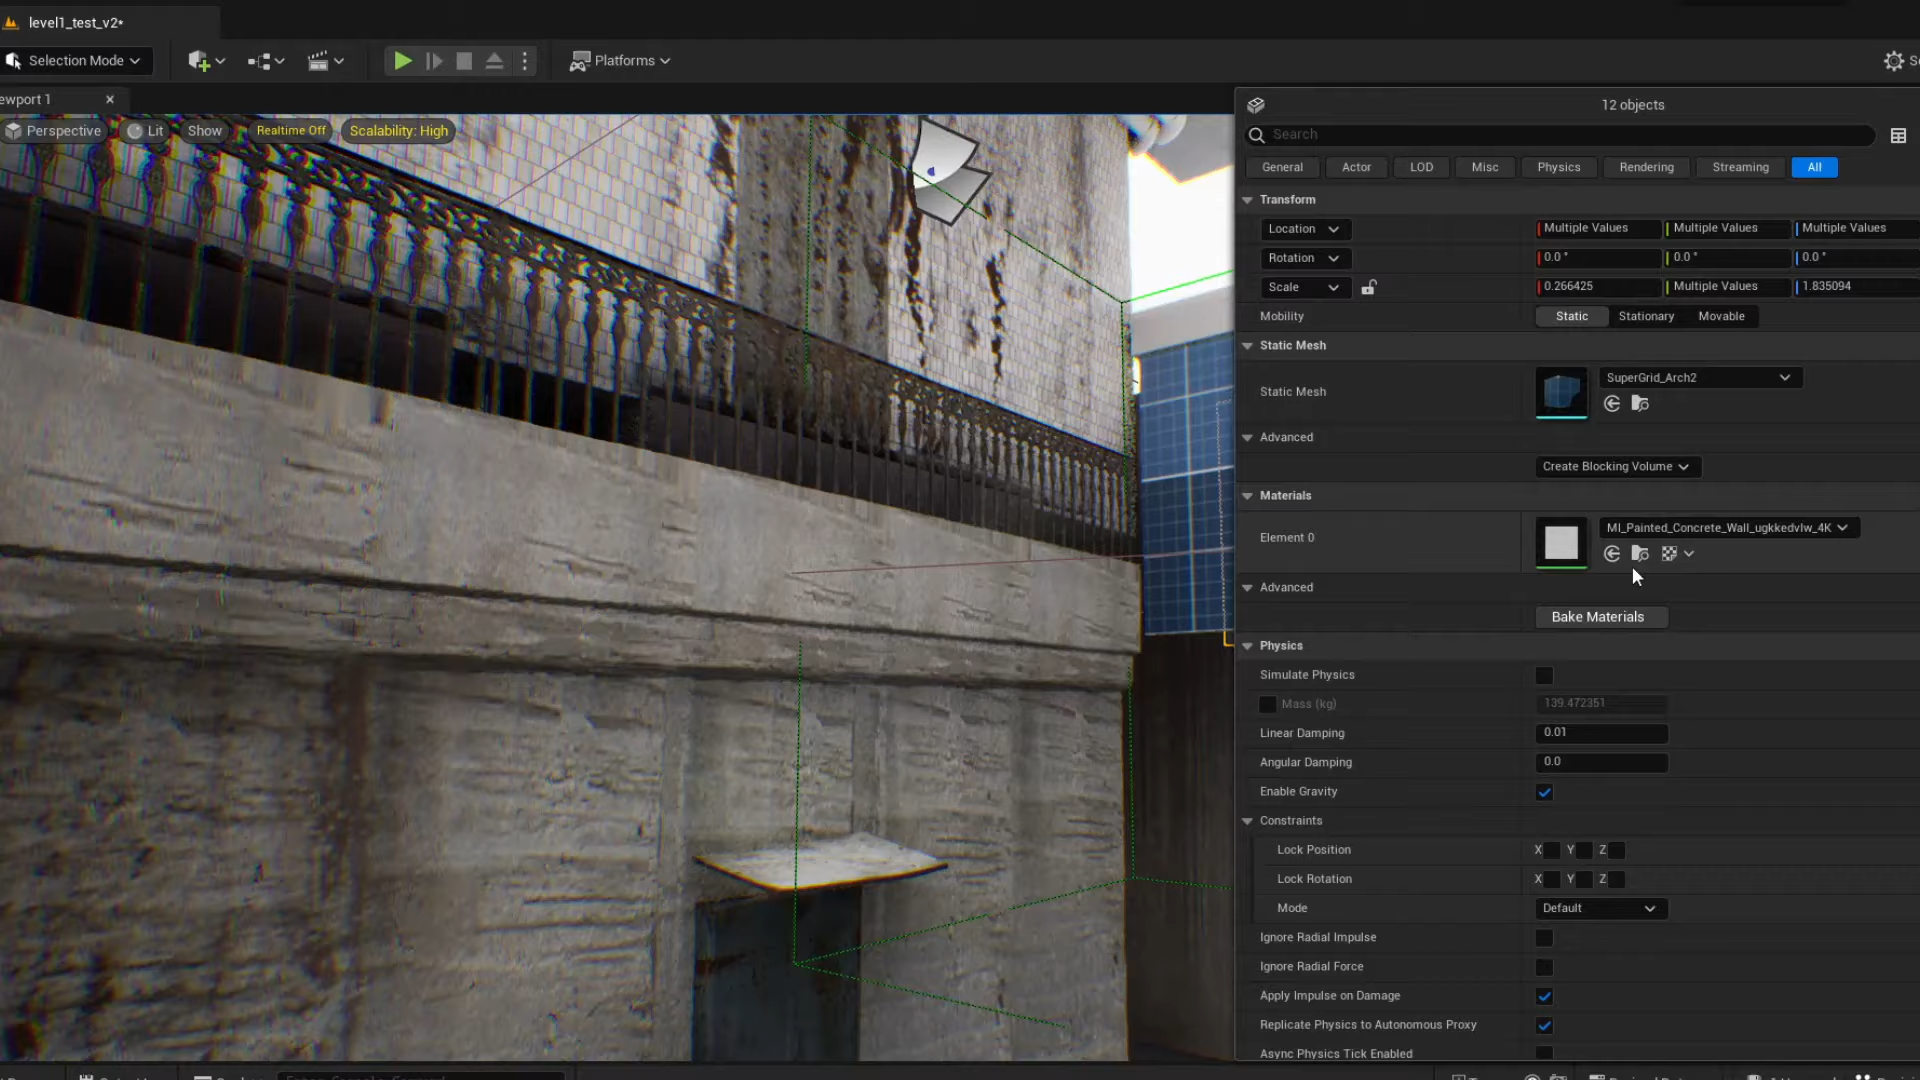 level1_test_v2*
Selection Mode
Platforms
ewport 1
Perspective
Lit
Show
Realtime Off
Scalability: High
12 objects
Search
General Actor LOD Misc Physics Rendering Streaming All
Transform
Location Multiple Values Multiple Values Multiple Values
Rotation 0.0 ° 0.0 ° 0.0 °
Scale 0.266425 Multiple Values 1.835094
Mobility Static Stationary Movable
Static Mesh
Static Mesh SuperGrid_Arch2
Advanced
Create Blocking Volume
Materials
Element 0 MI_Painted_Concrete_Wall_ugkkedvlw_4K
Advanced
Bake Materials
Physics
Simulate Physics
Mass (kg) 139.472351
Linear Damping 0.01
Angular Damping 0.0
Enable Gravity
Constraints
Lock Position X Y Z
Lock Rotation X Y Z
Mode Default
Ignore Radial Impulse
Ignore Radial Force
Apply Impulse on Damage
Replicate Physics to Autonomous Proxy
Async Physics Tick Enabled